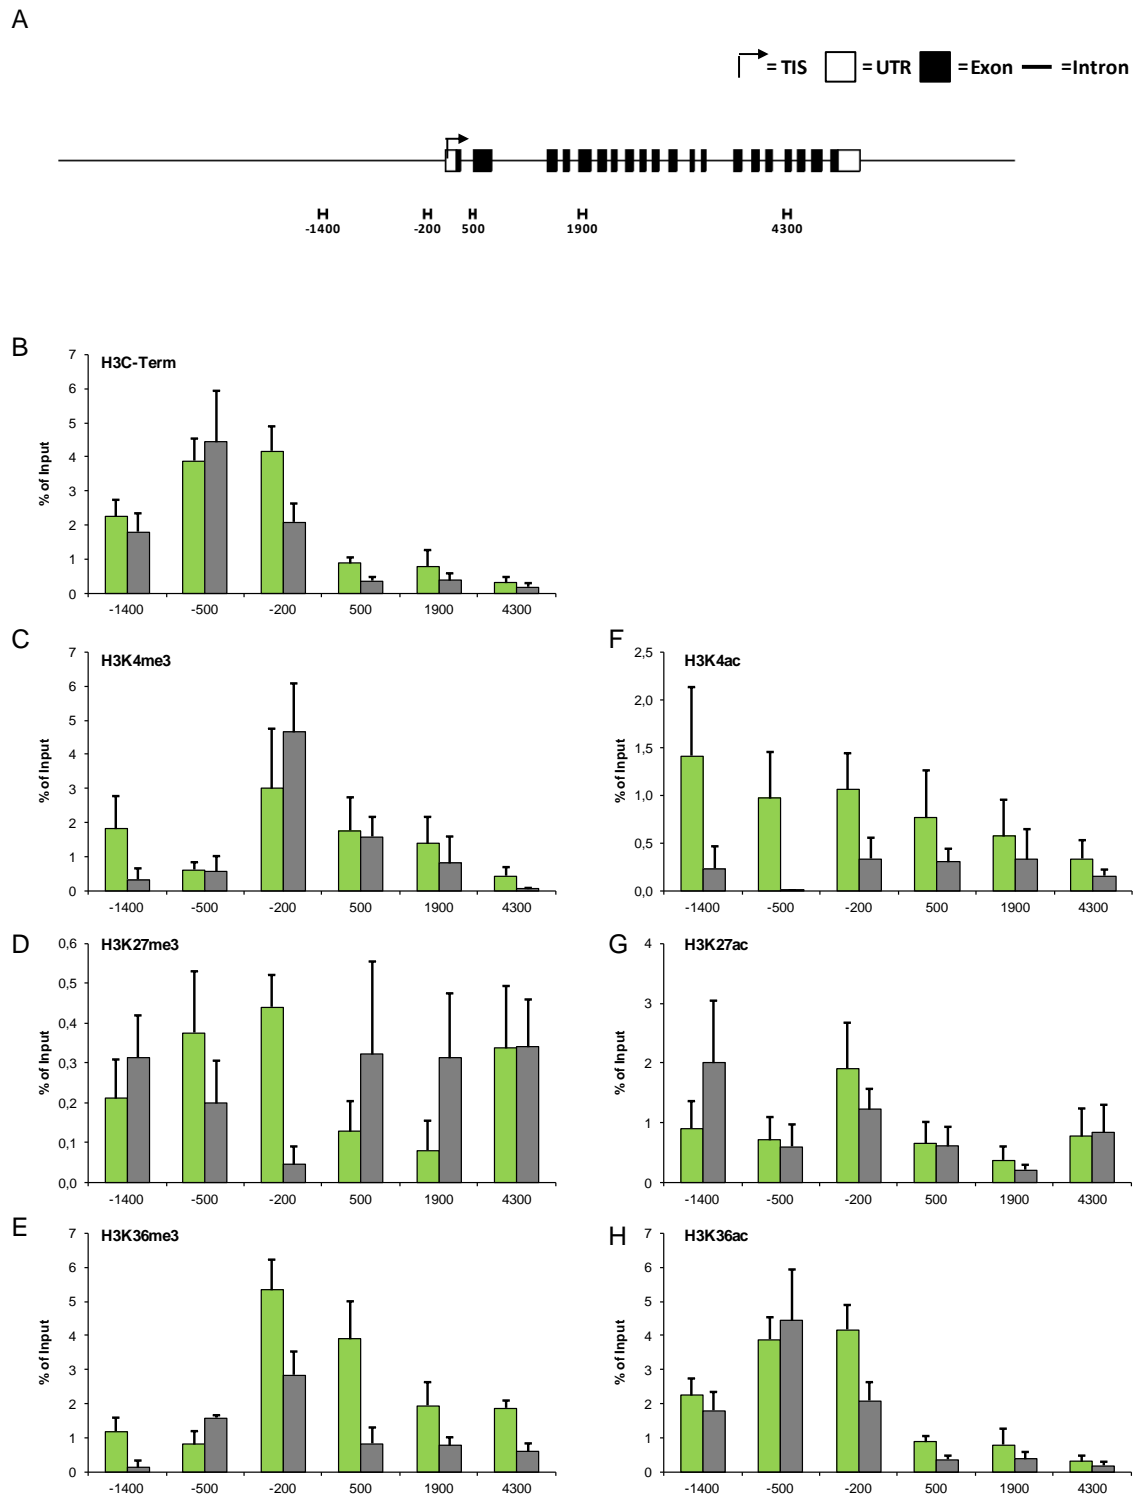 A
= TIS =UTR =Exon =Intron
-1400 -200 500 1900 4300
B
H3C-Term
% of Input
7
6
5
4
3
2
1
0
-1400 -500 -200 500 1900 4300
C
H3K4me3
% of Input
7
6
5
4
3
2
1
0
-1400 -500 -200 500 1900 4300
F
H3K4ac
% of Input
2,5
2,0
1,5
1,0
0,5
0,0
-1400 -500 -200 500 1900 4300
D
H3K27me3
% of Input
0,6
0,5
0,4
0,3
0,2
0,1
0,0
-1400 -500 -200 500 1900 4300
G
H3K27ac
% of Input
4
3
2
1
0
-1400 -500 -200 500 1900 4300
E
H3K36me3
% of Input
7
6
5
4
3
2
1
0
-1400 -500 -200 500 1900 4300
H
H3K36ac
% of Input
7
6
5
4
3
2
1
0
-1400 -500 -200 500 1900 4300